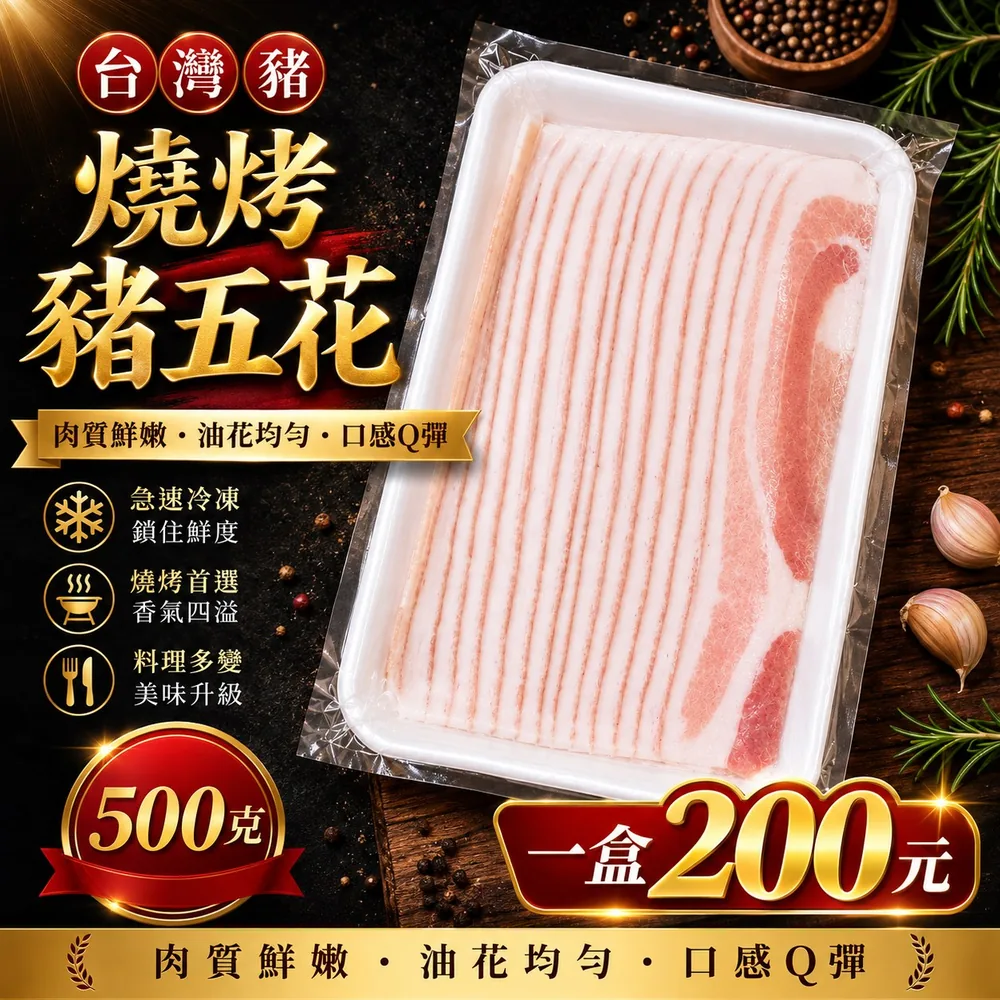 台灣豬
燒烤
豬五花
肉質鮮嫩・油花均勻・口感Q彈
急速冷凍
鎖住鮮度
燒烤首選
香氣四溢
料理多變
美味升級
500克
一盒200元
肉質鮮嫩・油花均勻・口感Q彈